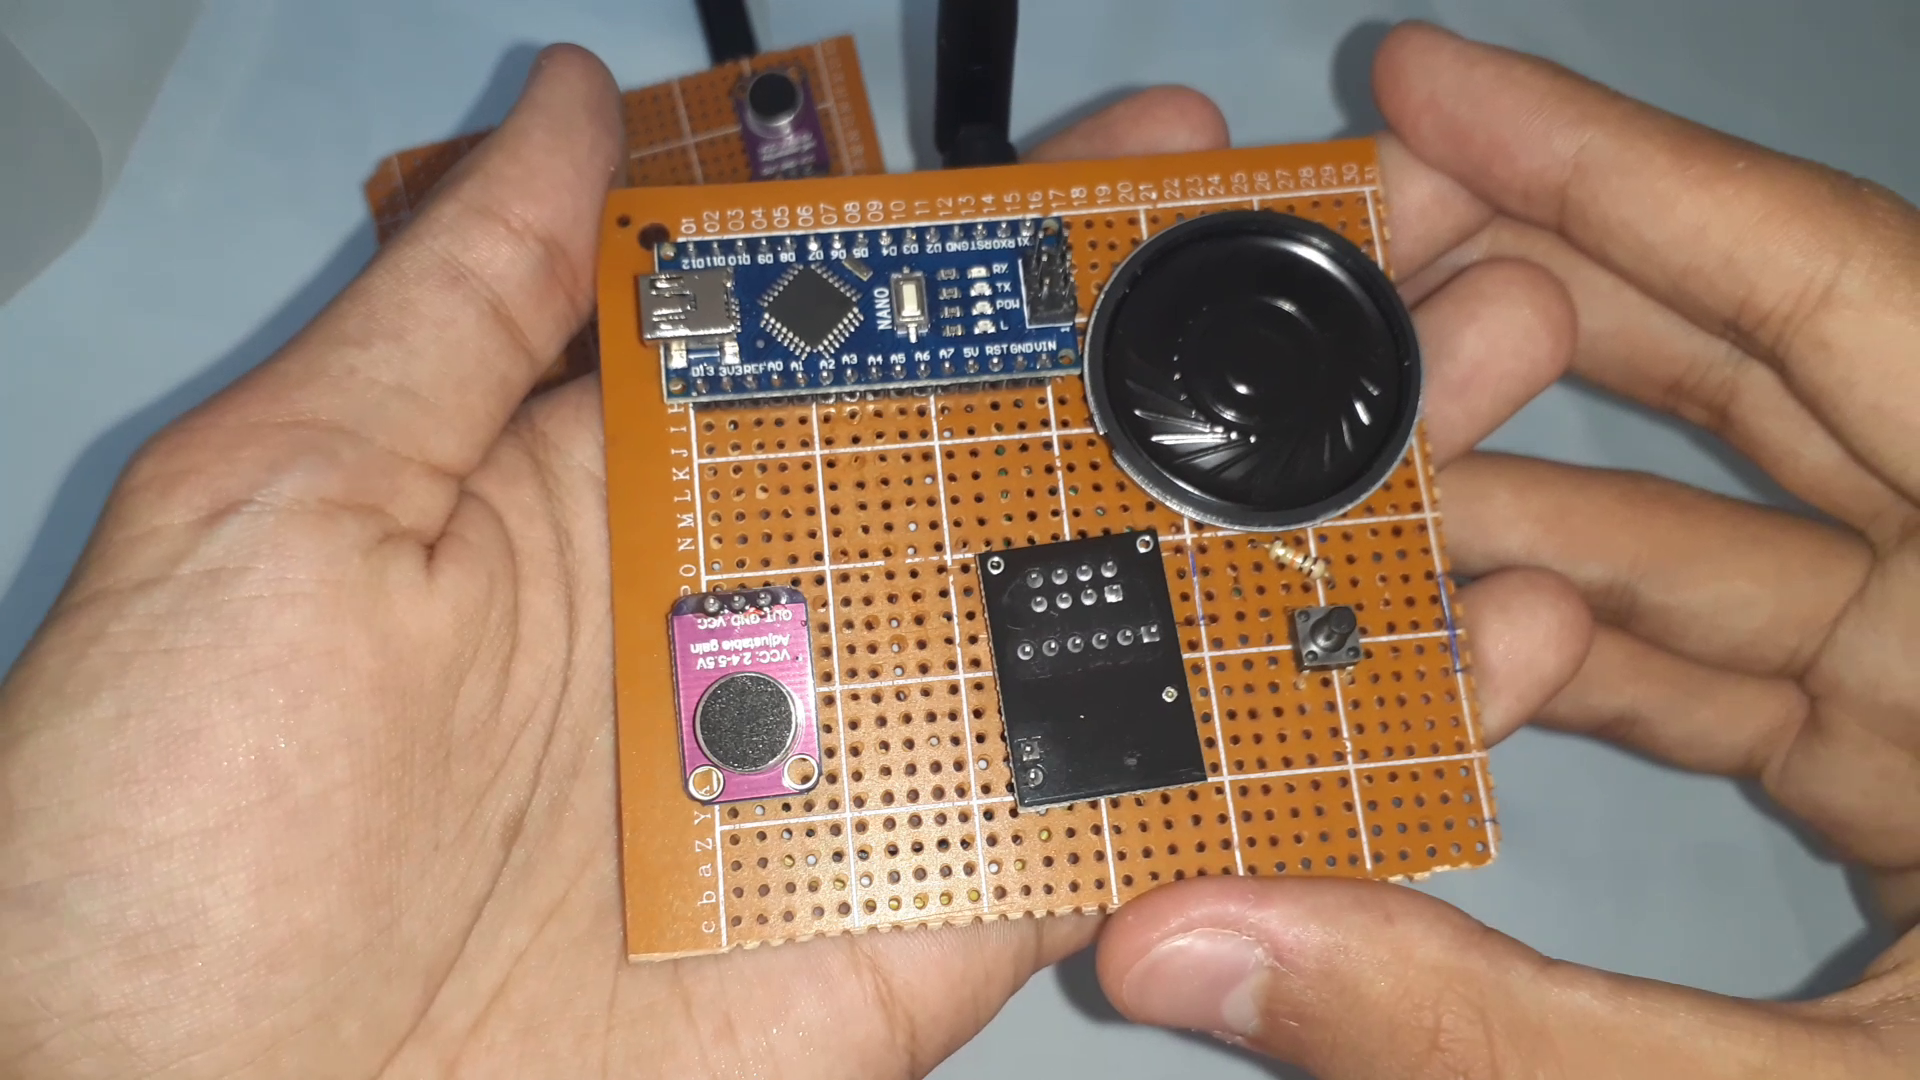 01 02 03 04 05 06 07 08 09 10 11 12 13 14 15 16 17 18 19 20 21 22 23 24 25 26 27 28 29 30 31
D12 D11 D10 D9 D8 D7 D6 D5 D4 D3 D2 GND RST RX0 TX1
RX
TX
POW
L
NANO
D13 3V3 REF A0 A1 A2 A3 A4 A5 A6 A7 5V RST GND VIN
I
J
K
L
M
N
O
P
OUT GND VCC
Adjustable gain
VCC: 2.4-5.5V
Y
Z
a
b
c